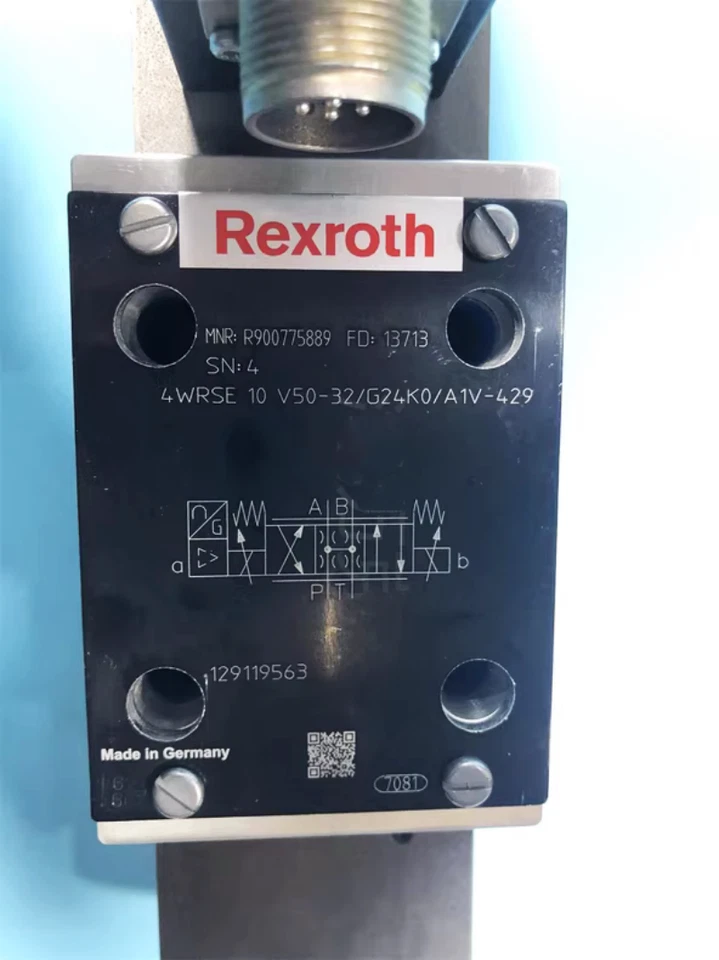 Rexroth
MNR: R900775889 FD: 13713
SN: 4
4WRSE 10 V50-32/G24K0/A1V-429
A B
G
a b
P T
129119563
Made in Germany
7081